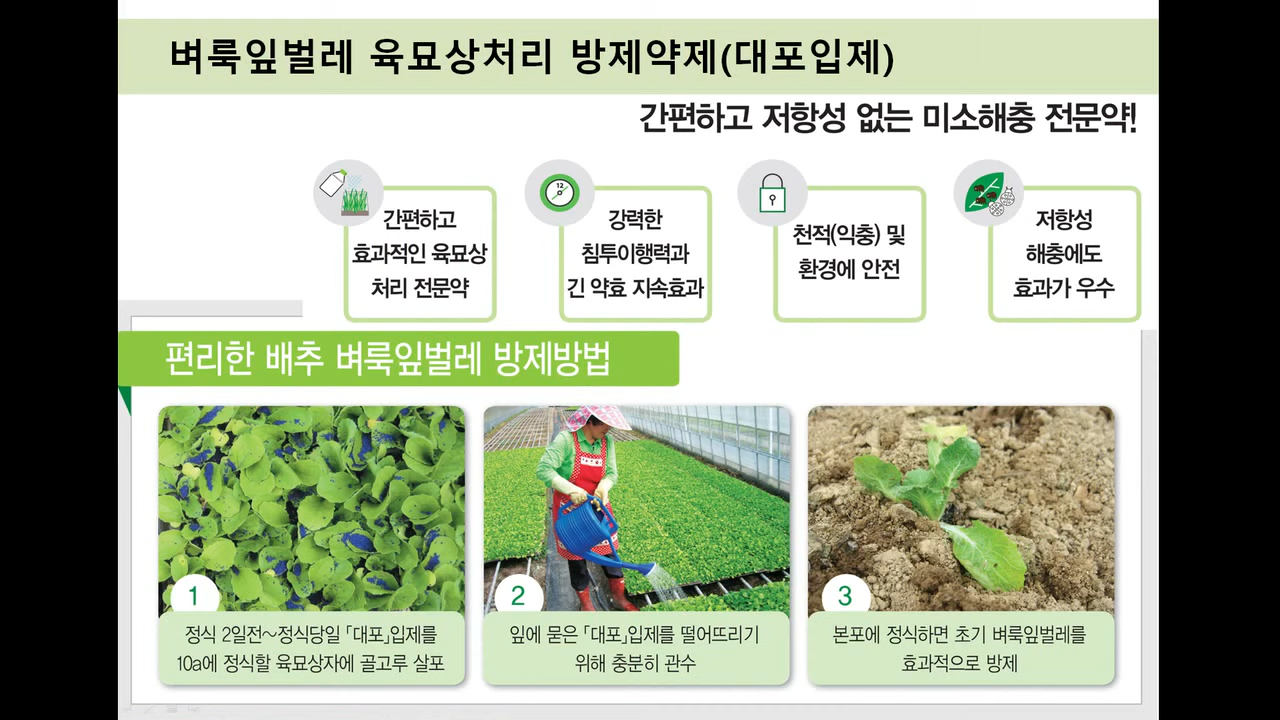 벼룩잎벌레 육묘상처리 방제약제(대포입제)
간편하고 저항성 없는 미소해충 전문약!
간편하고
효과적인 육묘상
처리 전문약
12
강력한
침투이행력과
긴 약효 지속효과
천적(익충) 및
환경에 안전
저항성
해충에도
효과가 우수
편리한 배추 벼룩잎벌레 방제방법
1
정식 2일전~정식당일 「대포」입제를
10a에 정식할 육묘상자에 골고루 살포
2
잎에 묻은 「대포」입제를 떨어뜨리기
위해 충분히 관수
3
본포에 정식하면 초기 벼룩잎벌레를
효과적으로 방제